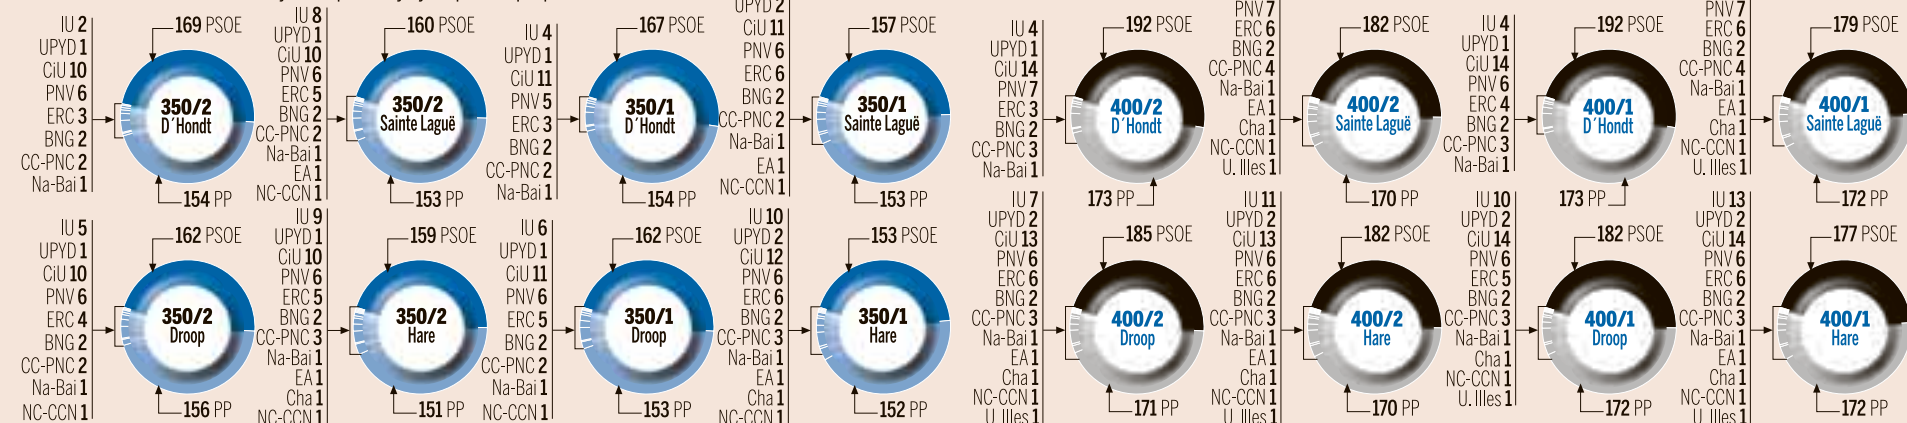 IU 2
UPYD 1
CiU 10
PNV 6
ERC 3
BNG 2
CC-PNC 2
Na-Bai 1
169 PSOE
350/2
D´Hondt
154 PP
IU 8
UPYD 1
CiU 10
PNV 6
ERC 5
BNG 2
CC-PNC 2
Na-Bai 1
EA 1
NC-CCN 1
160 PSOE
350/2
Sainte Laguë
153 PP
IU 4
UPYD 1
CiU 11
PNV 5
ERC 3
BNG 2
CC-PNC 2
Na-Bai 1
167 PSOE
350/1
D´Hondt
154 PP
UPYD 2
CiU 11
PNV 6
ERC 6
BNG 2
CC-PNC 2
Na-Bai 1
EA 1
NC-CCN 1
157 PSOE
350/1
Sainte Laguë
153 PP
IU 4
UPYD 1
CiU 14
PNV 7
ERC 3
BNG 2
CC-PNC 3
Na-Bai 1
192 PSOE
400/2
D´Hondt
173 PP
PNV 7
ERC 6
BNG 2
CC-PNC 4
Na-Bai 1
EA 1
Cha 1
NC-CCN 1
U. Illes 1
182 PSOE
400/2
Sainte Laguë
170 PP
IU 4
UPYD 1
CiU 14
PNV 6
ERC 4
BNG 2
CC-PNC 3
Na-Bai 1
192 PSOE
400/1
D´Hondt
173 PP
PNV 7
ERC 6
BNG 2
CC-PNC 4
Na-Bai 1
EA 1
Cha 1
NC-CCN 1
U. Illes 1
179 PSOE
400/1
Sainte Laguë
172 PP
IU 5
UPYD 1
CiU 10
PNV 6
ERC 4
BNG 2
CC-PNC 2
Na-Bai 1
NC-CCN 1
162 PSOE
350/2
Droop
156 PP
IU 9
UPYD 1
CiU 10
PNV 6
ERC 5
BNG 2
CC-PNC 3
Na-Bai 1
EA 1
Cha 1
NC-CCN 1
159 PSOE
350/2
Hare
151 PP
IU 6
UPYD 1
CiU 11
PNV 6
ERC 5
BNG 2
CC-PNC 2
Na-Bai 1
NC-CCN 1
162 PSOE
350/1
Droop
153 PP
IU 10
UPYD 2
CiU 12
PNV 6
ERC 6
BNG 2
CC-PNC 3
Na-Bai 1
EA 1
Cha 1
NC-CCN 1
153 PSOE
350/1
Hare
152 PP
IU 7
UPYD 2
CiU 13
PNV 6
ERC 6
BNG 2
CC-PNC 3
Na-Bai 1
EA 1
Cha 1
NC-CCN 1
U. Illes 1
185 PSOE
400/2
Droop
171 PP
IU 11
UPYD 2
CiU 13
PNV 6
ERC 6
BNG 2
CC-PNC 3
Na-Bai 1
EA 1
Cha 1
NC-CCN 1
U. Illes 1
182 PSOE
400/2
Hare
170 PP
IU 10
UPYD 2
CiU 14
PNV 6
ERC 5
BNG 2
CC-PNC 3
Na-Bai 1
Cha 1
NC-CCN 1
U. Illes 1
182 PSOE
400/1
Droop
172 PP
IU 13
UPYD 2
CiU 14
PNV 6
ERC 6
BNG 2
CC-PNC 3
Na-Bai 1
EA 1
Cha 1
NC-CCN 1
U. Illes 1
177 PSOE
400/1
Hare
172 PP